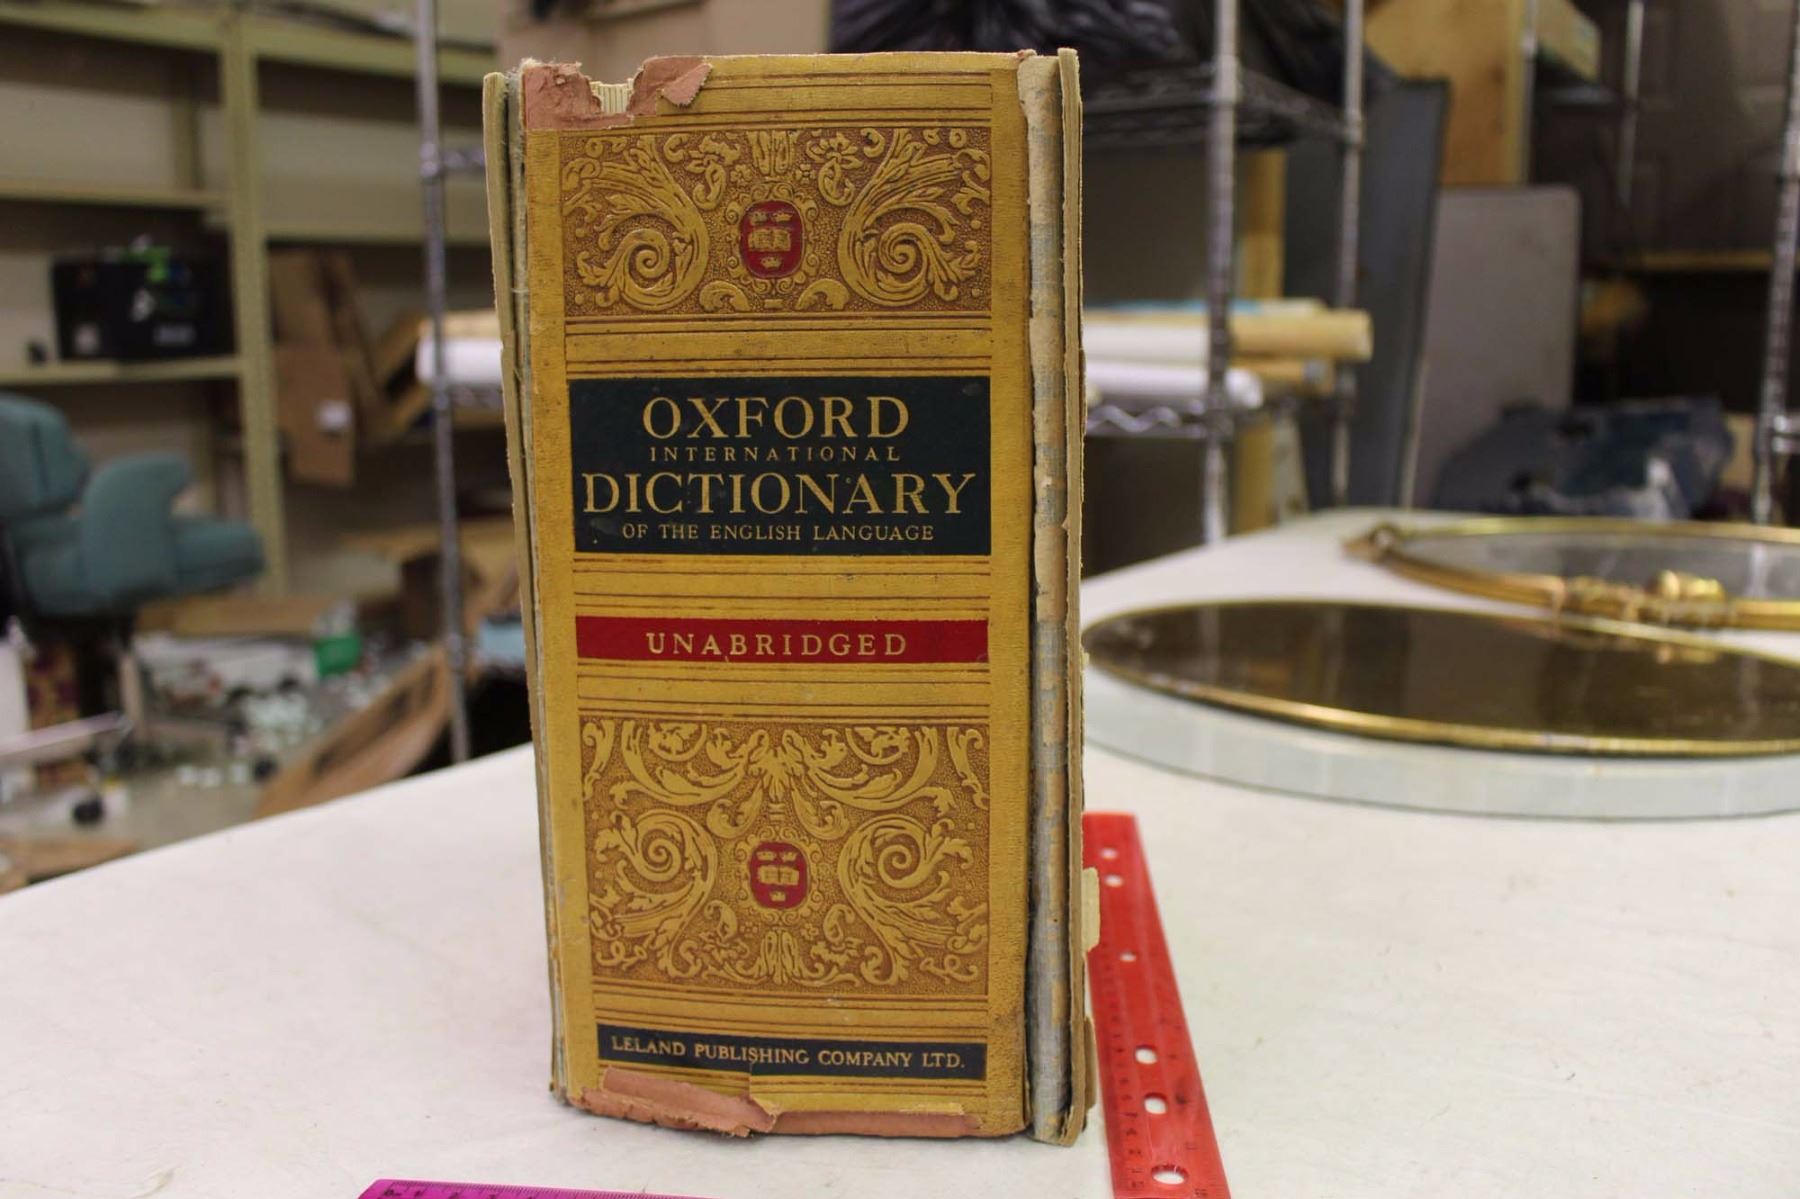 OXFORD
INTERNATIONAL
DICTIONARY
OF THE ENGLISH LANGUAGE
UNABRIDGED
LELAND PUBLISHING COMPANY LTD.